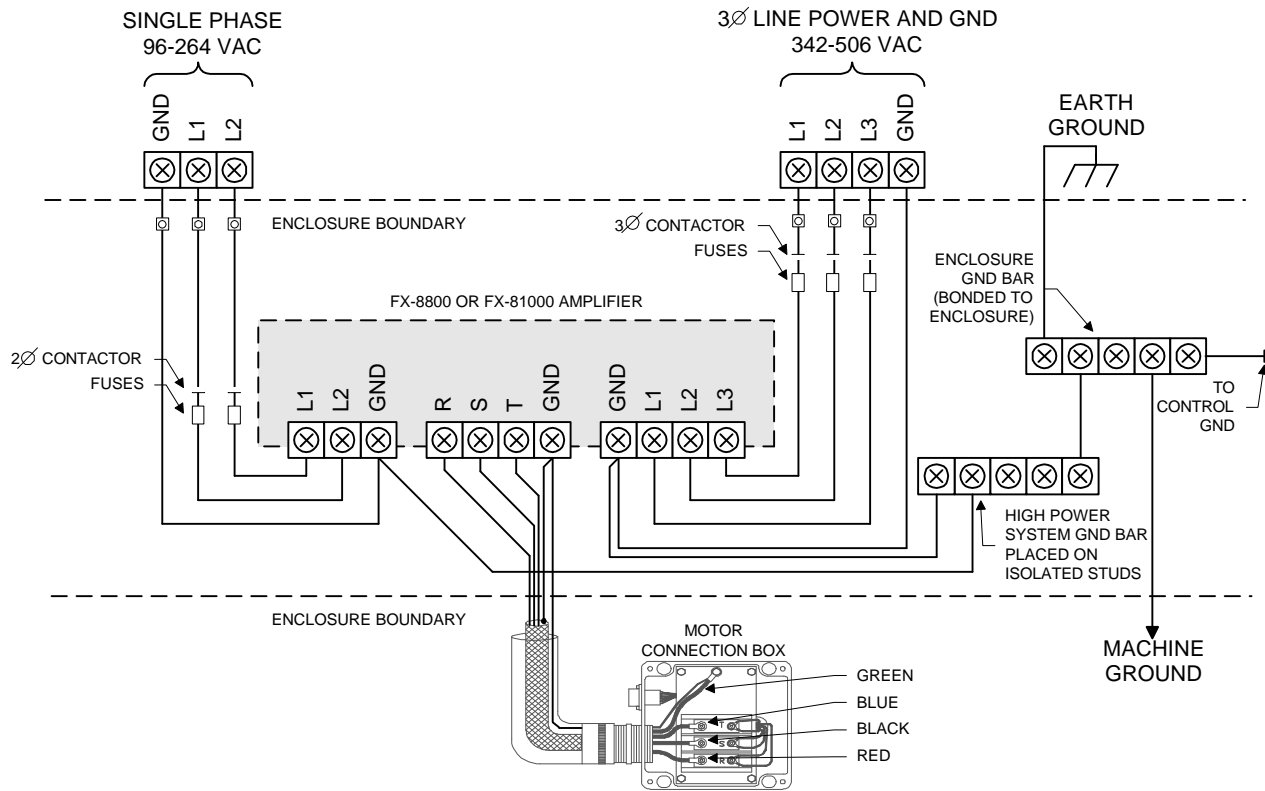 SINGLE PHASE
96-264 VAC
GND
L1
L2
3∅ LINE POWER AND GND
342-506 VAC
L1
L2
L3
GND
EARTH
GROUND
ENCLOSURE BOUNDARY
3∅ CONTACTOR
FUSES
ENCLOSURE
GND BAR
(BONDED TO
ENCLOSURE)
FX-8800 OR FX-81000 AMPLIFIER
2∅ CONTACTOR
FUSES
L1
L2
GND
R
S
T
GND
GND
L1
L2
L3
TO
CONTROL
GND
HIGH POWER
SYSTEM GND BAR
PLACED ON
ISOLATED STUDS
ENCLOSURE BOUNDARY
MOTOR
CONNECTION BOX
MACHINE
GROUND
GREEN
BLUE
BLACK
RED
T
S
R